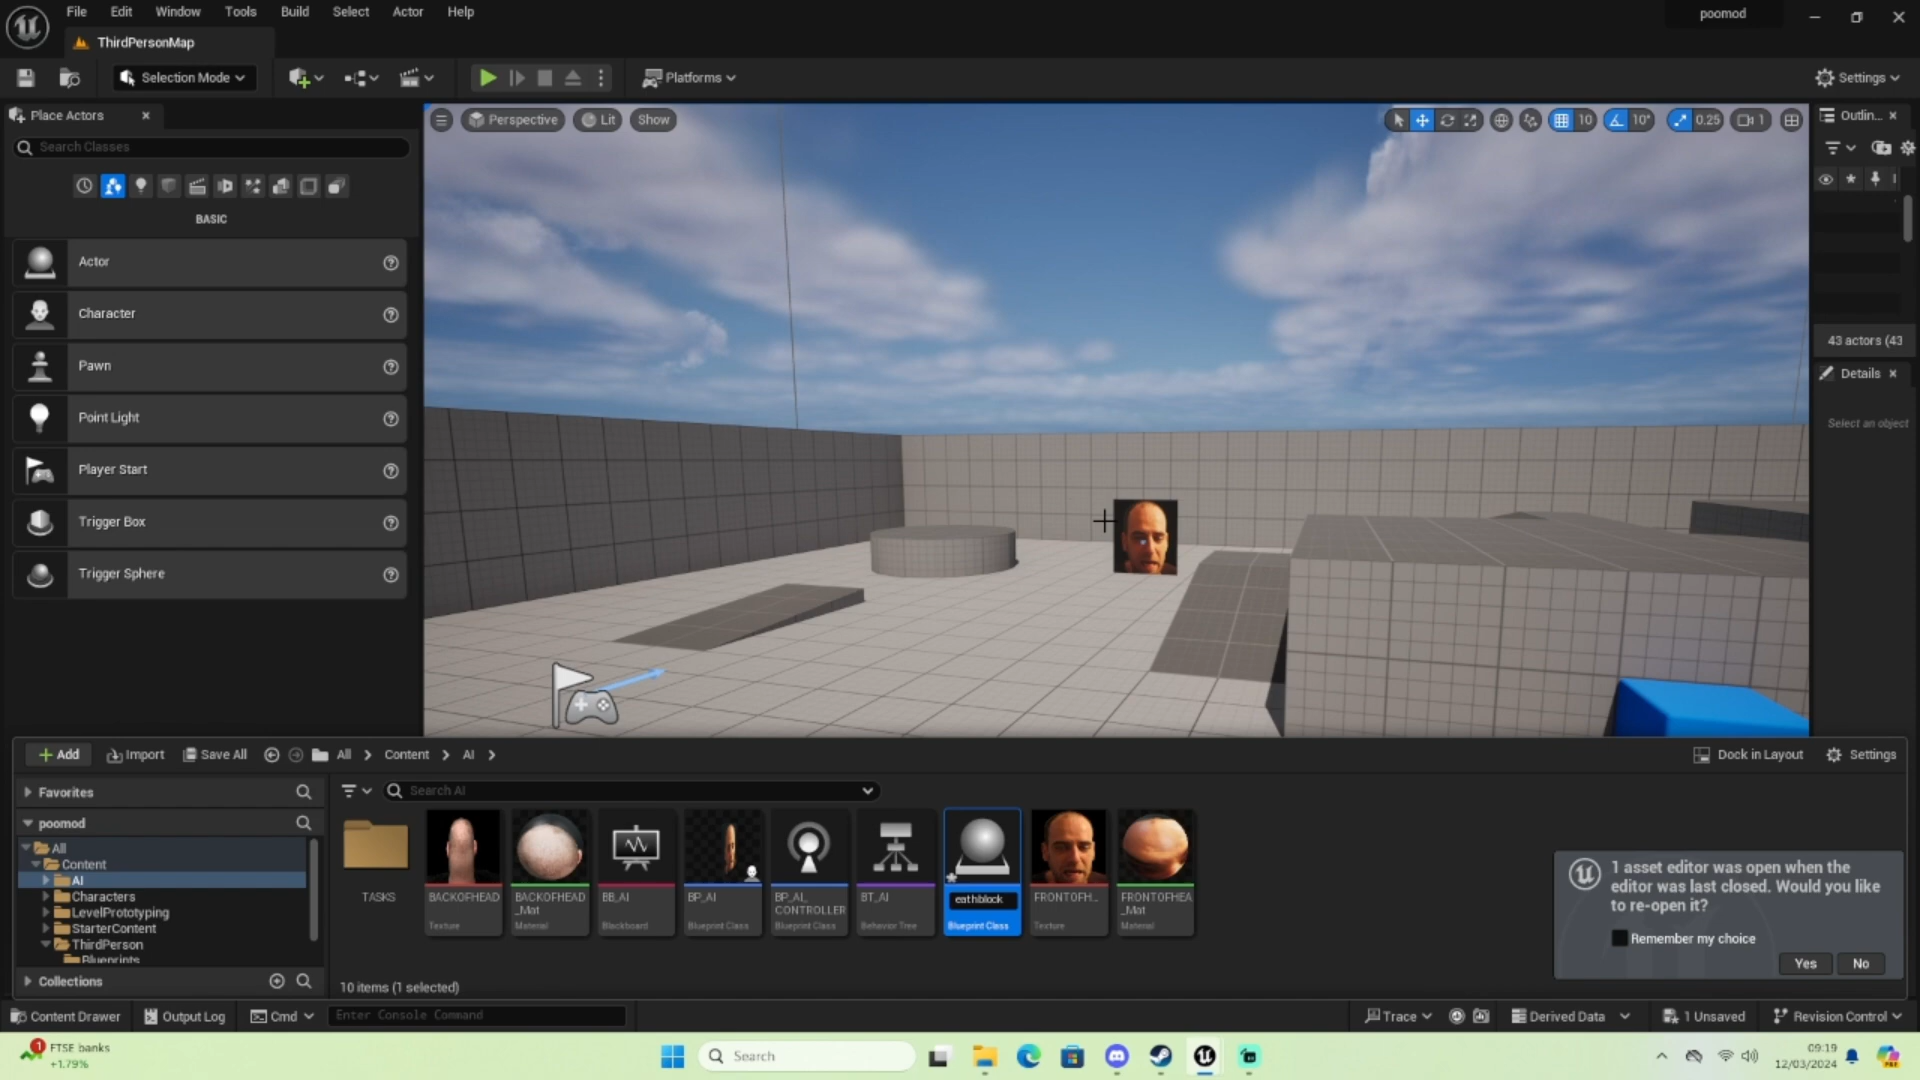 File Edit Window Tools Build Select Actor Help
poomod
ThirdPersonMap
Selection Mode
Platforms
Settings
Place Actors
Search Classes
BASIC
Actor
Character
Pawn
Point Light
Player Start
Trigger Box
Trigger Sphere
Perspective Lit Show
10 10° 0.25 1
Outlin...
43 actors (43
Details
Select an object
Add Import Save All All Content AI
Dock in Layout Settings
Favorites
poomod
All
Content
AI
Characters
LevelPrototyping
StarterContent
ThirdPerson
Blueprints
Collections
Search AI
TASKS
BACKOFHEAD
Texture
BACKOFHEAD
_Mat
Material
BB_AI
Blackboard
BP_AI
Blueprint Class
BP_AI_
CONTROLLER
Blueprint Class
BT_AI
Behavior Tree
eathblock
Blueprint Class
FRONTOFH...
Texture
FRONTOFHEA
_Mat
Material
10 items (1 selected)
1 asset editor was open when the
editor was last closed. Would you like
to re-open it?
Remember my choice
Yes No
Content Drawer Output Log Cmd Enter Console Command
Trace Derived Data 1 Unsaved Revision Control
1
FTSE banks
+1.79%
Search
09:19
12/03/2024